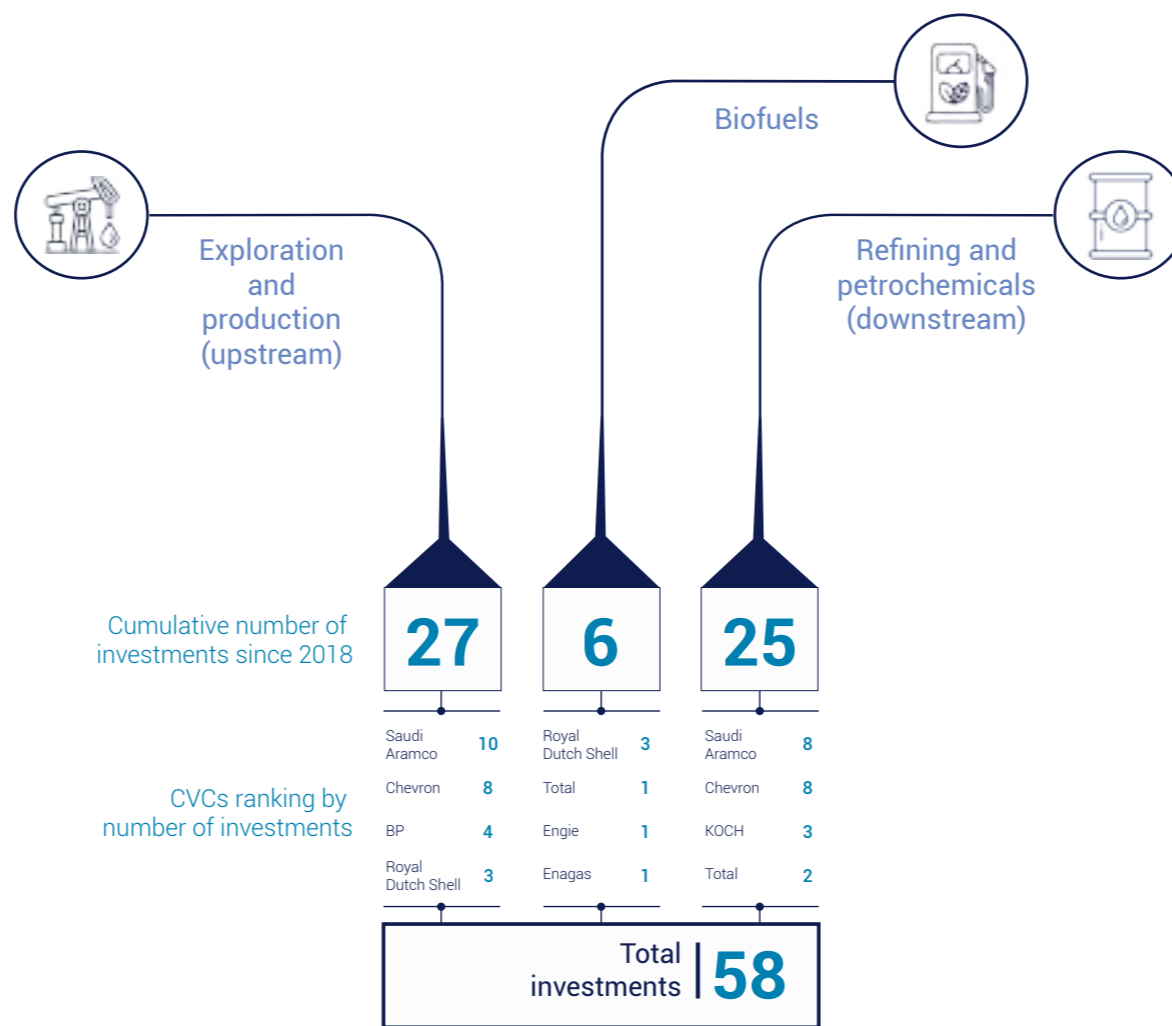 Biofuels
Exploration
and
production
(upstream)
Refining and
petrochemicals
(downstream)
Cumulative number of
investments since 2018
27
6
25
CVCs ranking by
number of investments
Saudi
Aramco 10
Chevron 8
BP 4
Royal
Dutch Shell 3
Royal
Dutch Shell 3
Total 1
Engie 1
Enagas 1
Saudi
Aramco 8
Chevron 8
KOCH 3
Total 2
Total
investments
58